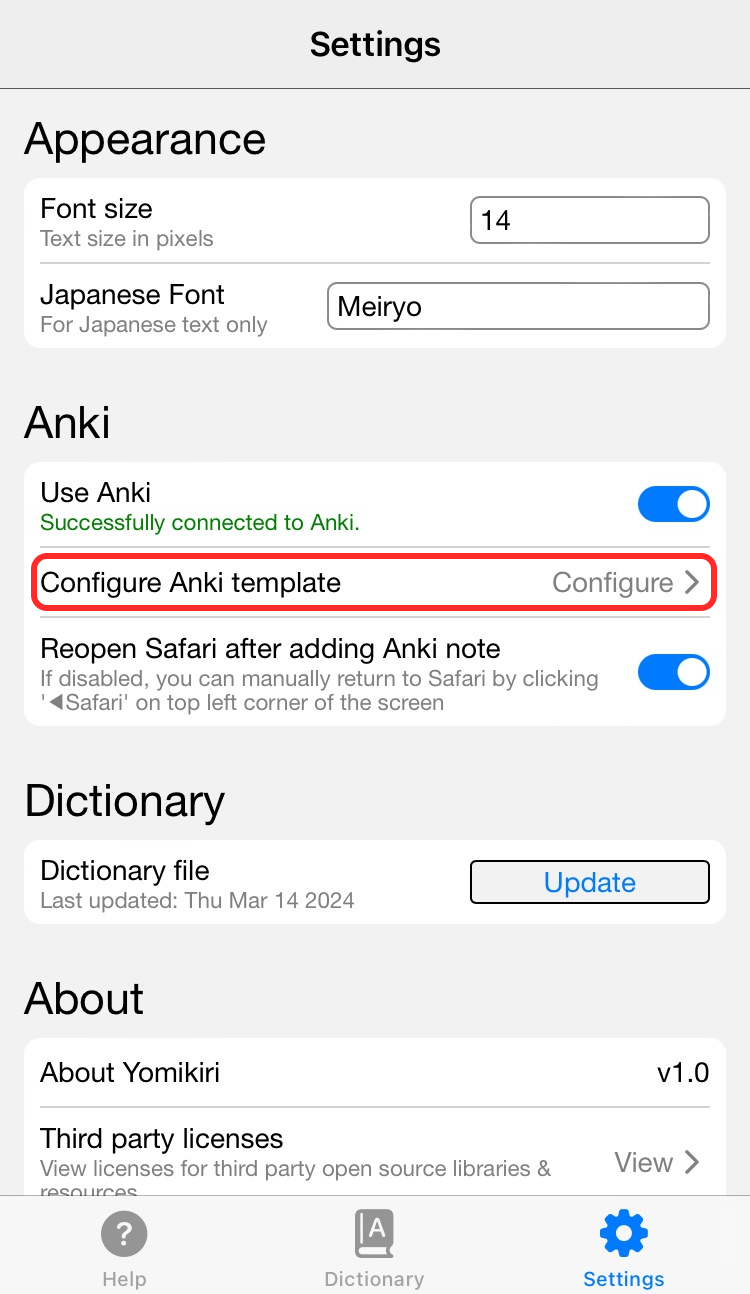 Settings
Appearance
Font size
Text size in pixels
14
Japanese Font
For Japanese text only
Meiryo
Anki
Use Anki
Successfully connected to Anki.
Configure Anki template
Configure
Reopen Safari after adding Anki note
If disabled, you can manually return to Safari by clicking
'◀Safari' on top left corner of the screen
Dictionary
Dictionary file
Last updated: Thu Mar 14 2024
Update
About
About Yomikiri
v1.0
Third party licenses
View licenses for third party open source libraries &
resources
View
?
A
Help
Dictionary
Settings